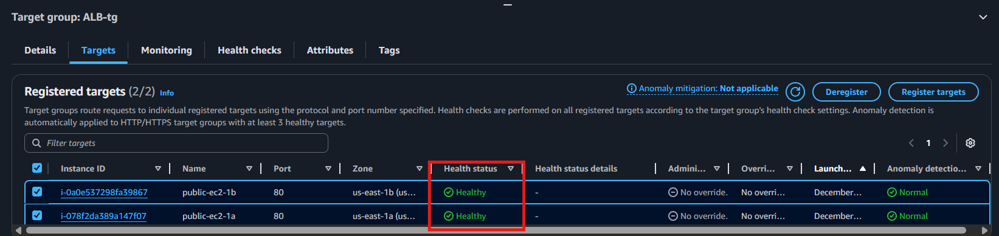 Target group: ALB-tg
Details Targets Monitoring Health checks Attributes Tags
Registered targets (2/2) Info
Anomaly mitigation: Not applicable
Deregister
Register targets
Target groups route requests to individual registered targets using the protocol and port number specified. Health checks are performed on all registered targets according to the target group's health check settings. Anomaly detection is
automatically applied to HTTP/HTTPS target groups with at least 3 healthy targets.
Filter targets
1
Instance ID Name Port Zone Health status Health status details Admini... Overri... Launch... Anomaly detectio...
i-0a0e537298fa39867 public-ec2-1b 80 us-east-1b (us... Healthy - No override. No overri... December... Normal
i-078f2da389a147f07 public-ec2-1a 80 us-east-1a (us... Healthy - No override. No overri... December... Normal